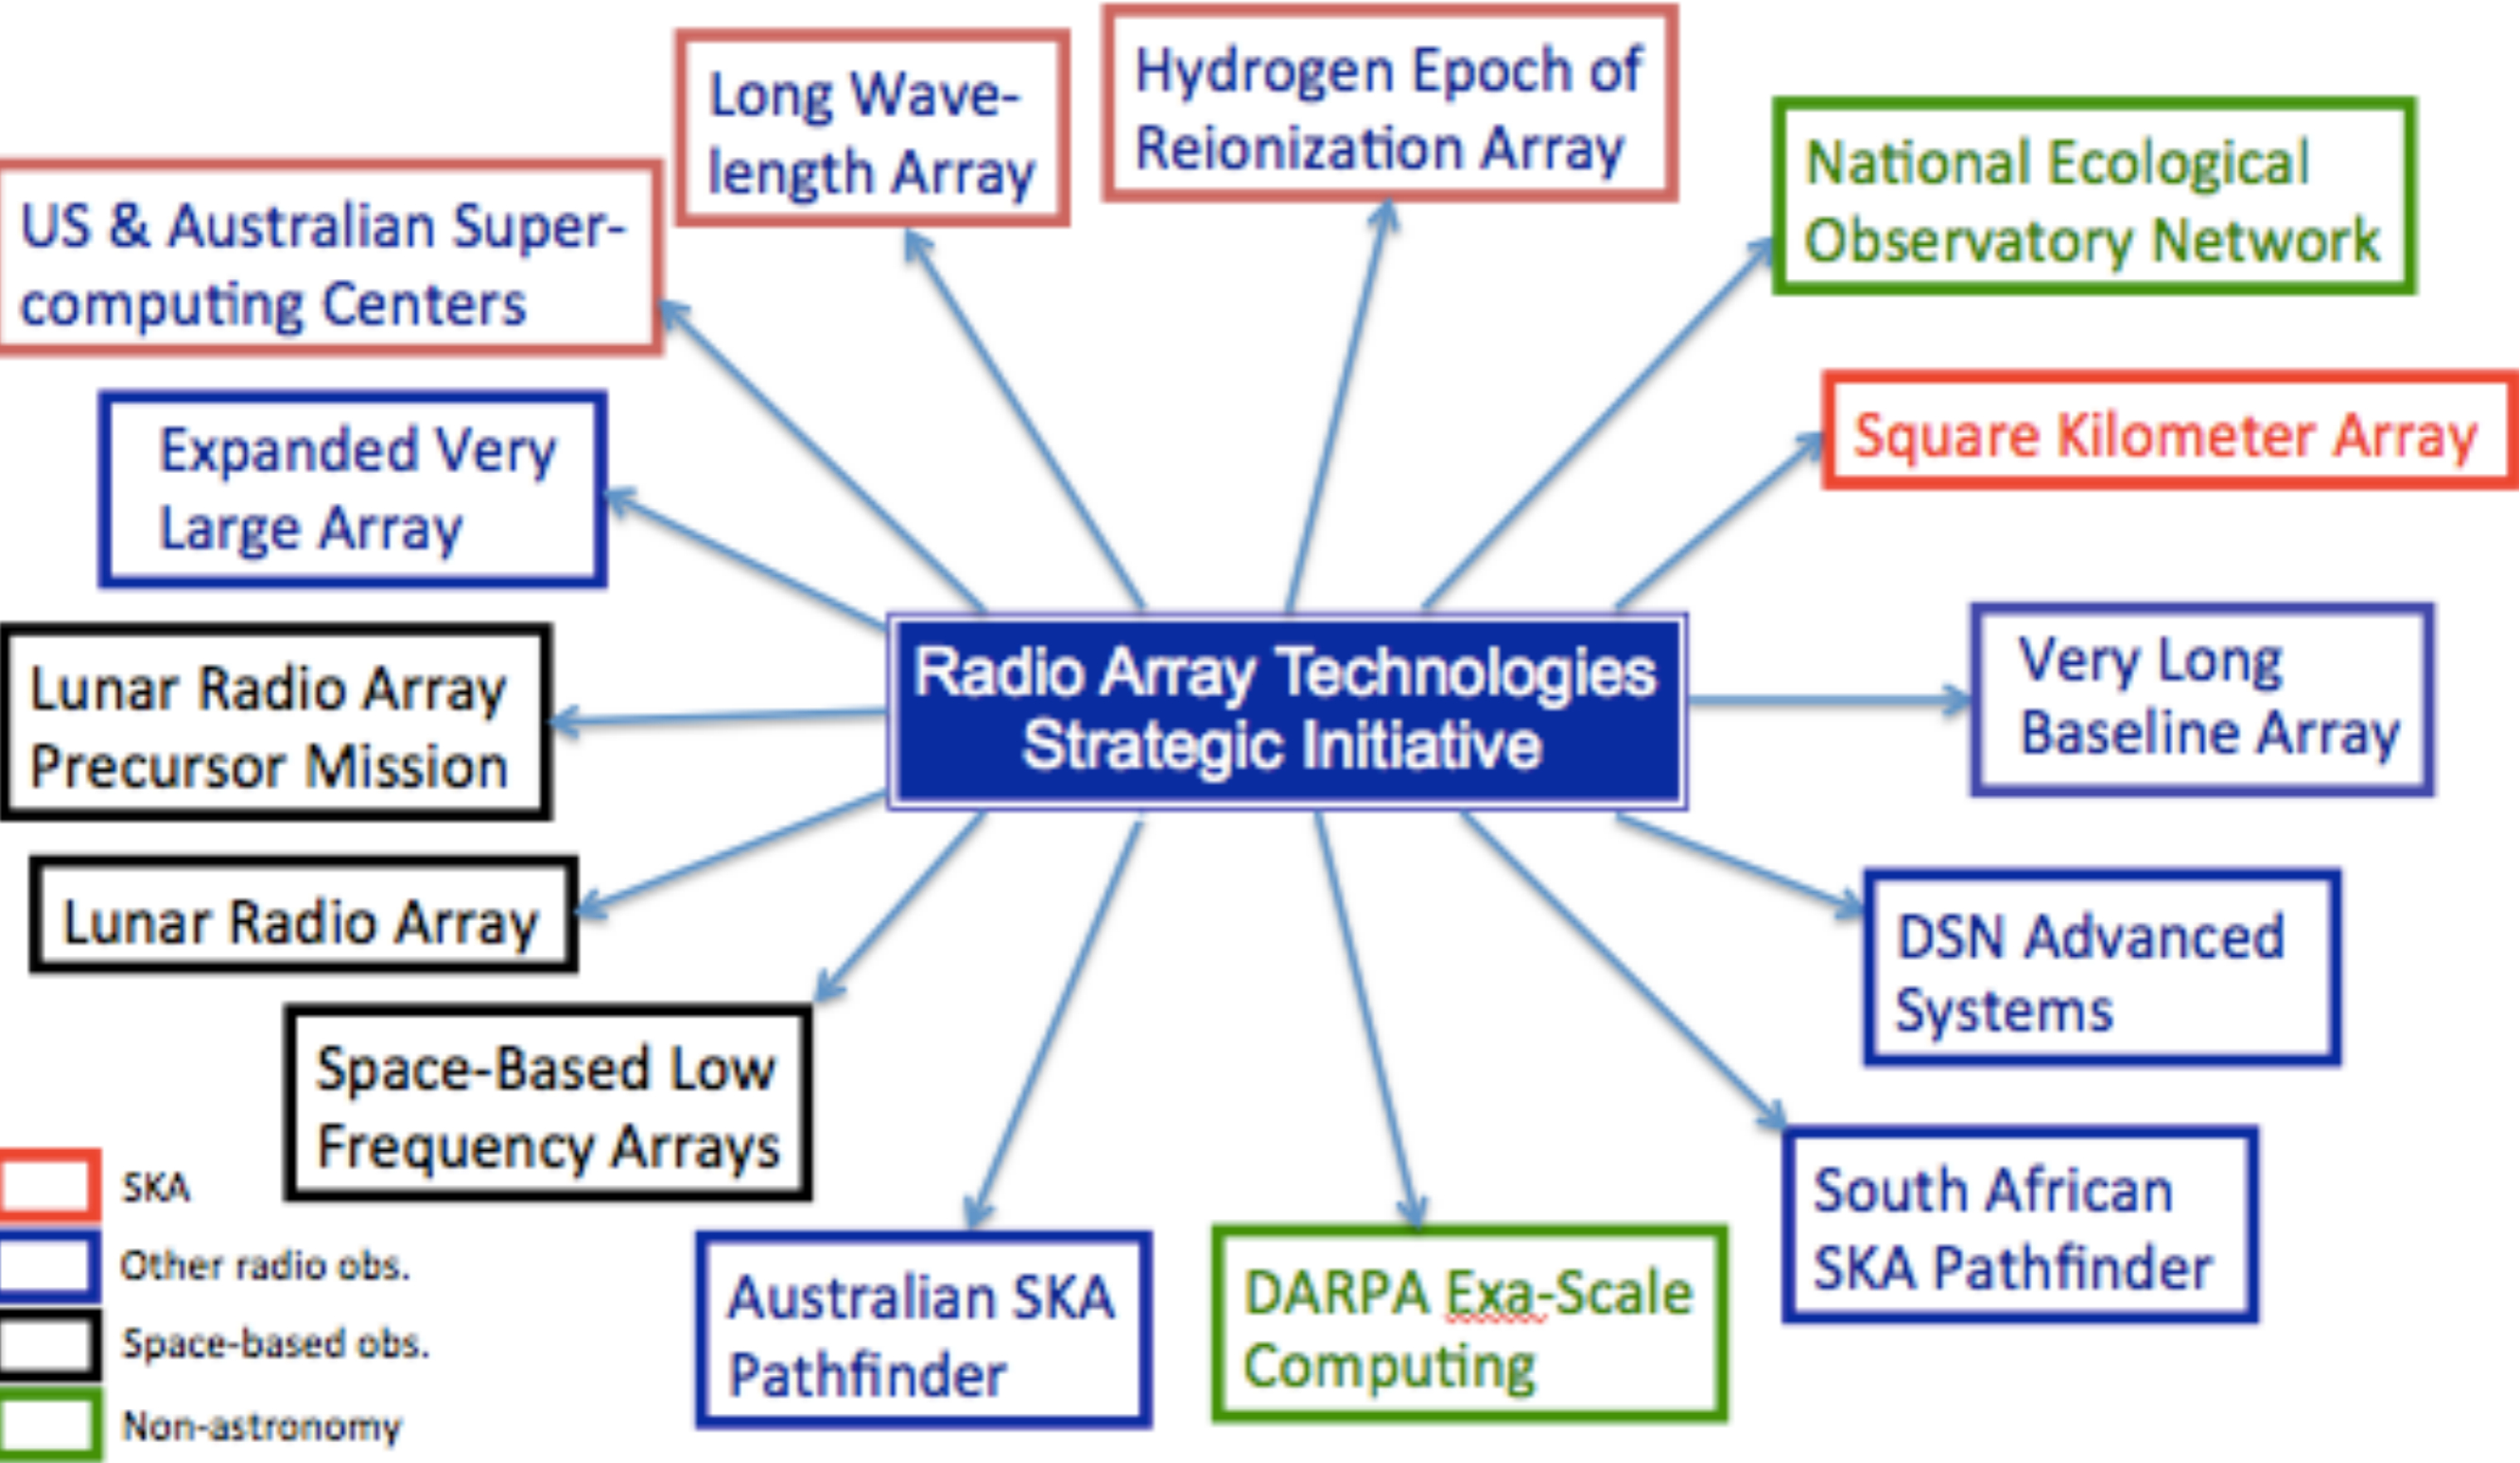 Hydrogen Epoch of
Reionization Array
Long Wave-
length Array
National Ecological
Observatory Network
US & Australian Super-
computing Centers
Square Kilometer Array
Expanded Very
Large Array
Radio Array Technologies
Strategic Initiative
Very Long
Baseline Array
Lunar Radio Array
Precursor Mission
Lunar Radio Array
DSN Advanced
Systems
Space-Based Low
Frequency Arrays
South African
SKA Pathfinder
Australian SKA
Pathfinder
DARPA Exa-Scale
Computing
SKA
Other radio obs.
Space-based obs.
Non-astronomy